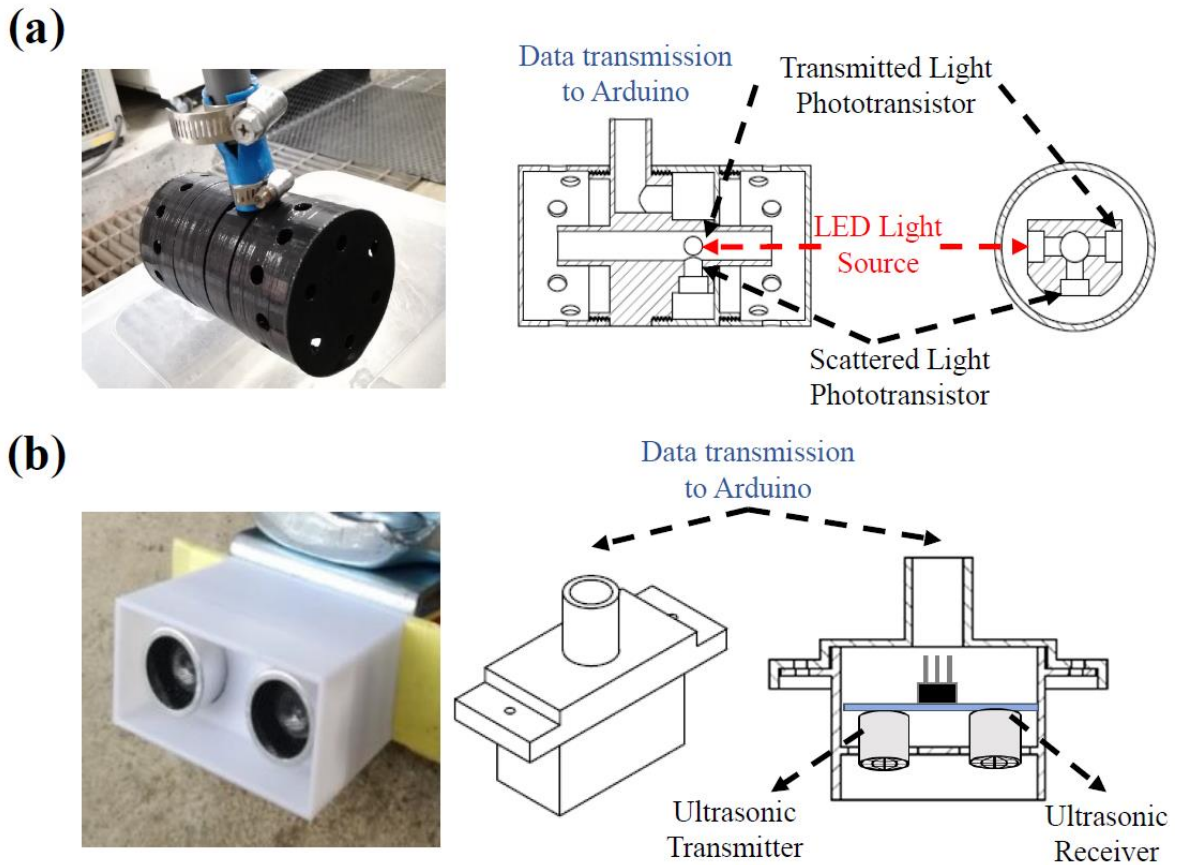 (a)
Data transmission
to Arduino
Transmitted Light
Phototransistor
LED Light
Source
Scattered Light
Phototransistor
(b)
Data transmission
to Arduino
Ultrasonic
Transmitter
Ultrasonic
Receiver